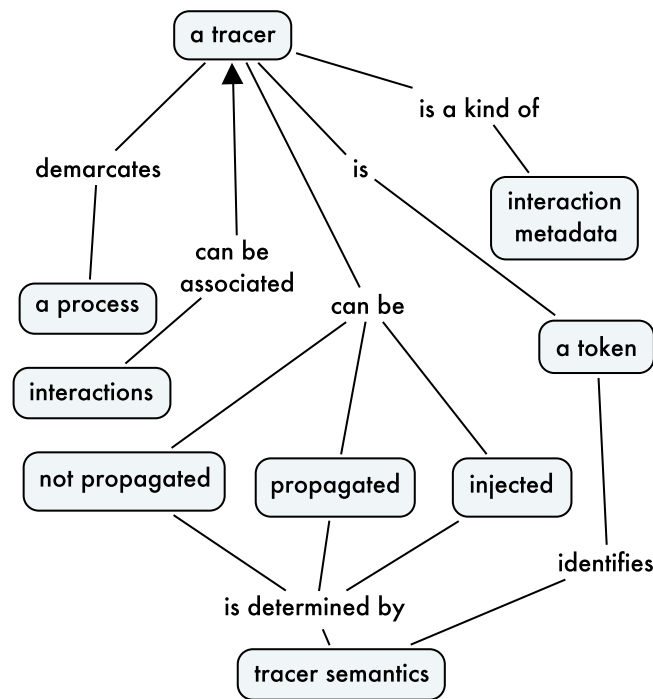 a tracer
is a kind of
demarcates
is
interaction
metadata
can be
associated
a process
can be
a token
interactions
not propagated
propagated
injected
identifies
is determined by
tracer semantics